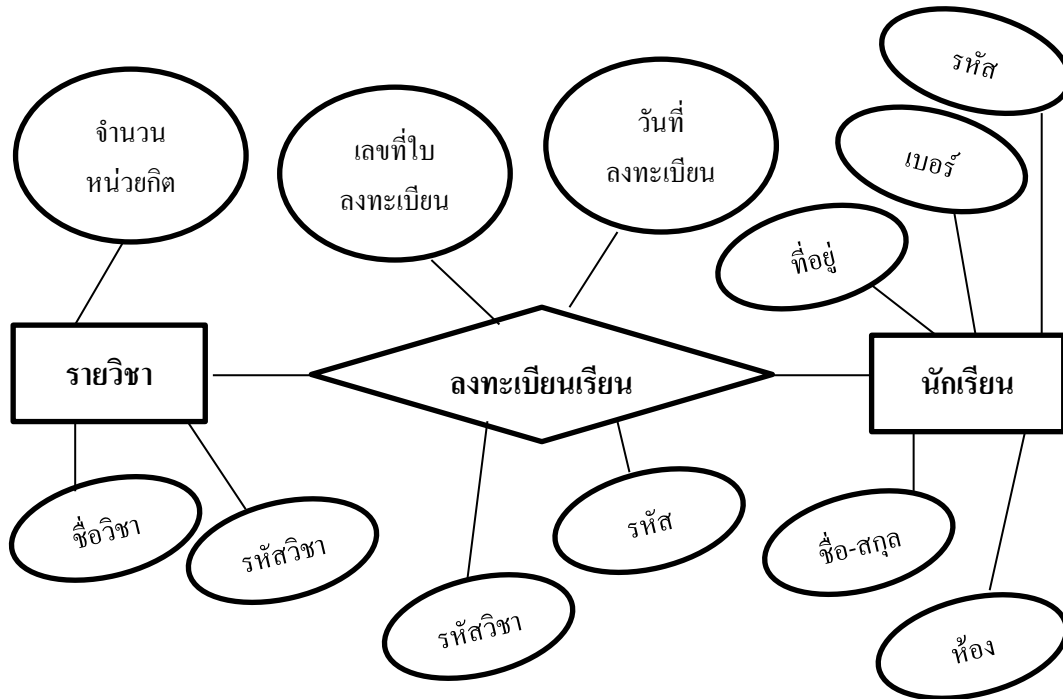 รหัส
จำนวน
หน่วยกิต
เลขที่ใบ
ลงทะเบียน
วันที่
ลงทะเบียน
เบอร์
ที่อยู่
รายวิชา
ลงทะเบียนเรียน
นักเรียน
ชื่อวิชา
รหัสวิชา
รหัสวิชา
รหัส
ชื่อ-สกุล
ห้อง